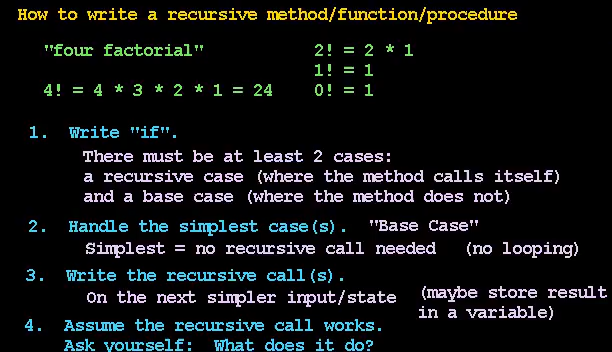 How to write a recursive method/function/procedure
"four factorial"
4! = 4 * 3 * 2 * 1 = 24
2! = 2 * 1
1! = 1
0! = 1
1. Write "if".
There must be at least 2 cases:
a recursive case (where the method calls itself)
and a base case (where the method does not)
2. Handle the simplest case(s). "Base Case"
Simplest = no recursive call needed (no looping)
3. Write the recursive call(s).
On the next simpler input/state (maybe store result
in a variable)
4. Assume the recursive call works.
Ask yourself: What does it do?